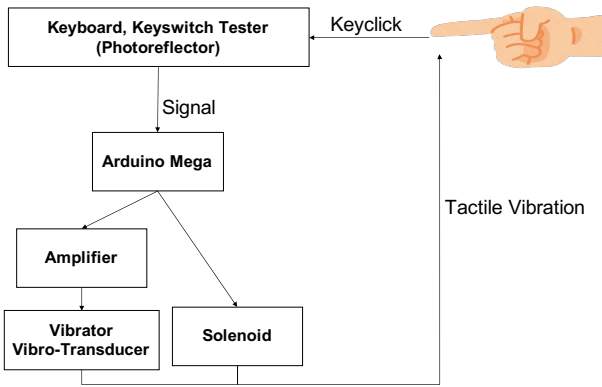 Keyboard, Keyswitch Tester
(Photoreflector)
Keyclick
Signal
Arduino Mega
Tactile Vibration
Amplifier
Vibrator
Vibro-Transducer
Solenoid